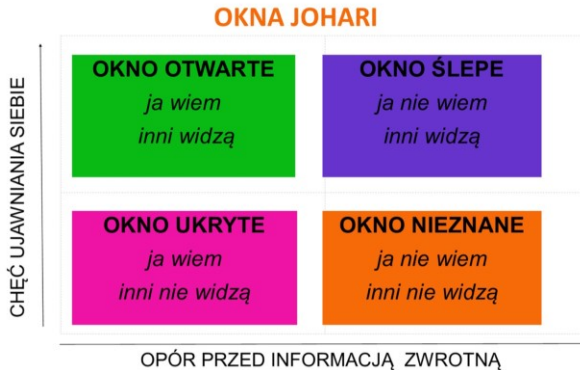 OKNA JOHARI
CHĘĆ UJAWNIANIA SIEBIE
OKNO OTWARTE
ja wiem
inni widzą
OKNO ŚLEPE
ja nie wiem
inni widzą
OKNO UKRYTE
ja wiem
inni nie widzą
OKNO NIEZNANE
ja nie wiem
inni nie widzą
OPÓR PRZED INFORMACJĄ ZWROTNĄ